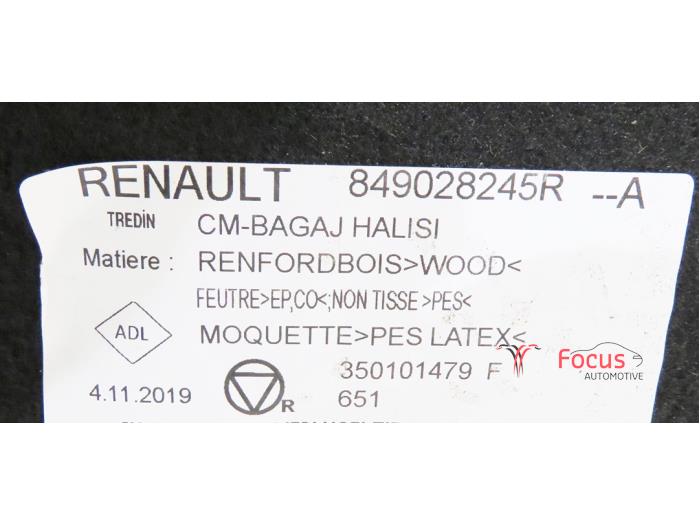 RENAULT 849028245R --A
TREDİN CM-BAGAJ HALISI
Matiere : RENFORDBOIS>WOOD<
FEUTRE>EP,CO<;NON TISSE>PES<
ADL MOQUETTE>PES LATEX<
350101479 F
4.11.2019 R 651
Focus
AUTOMOTIVE